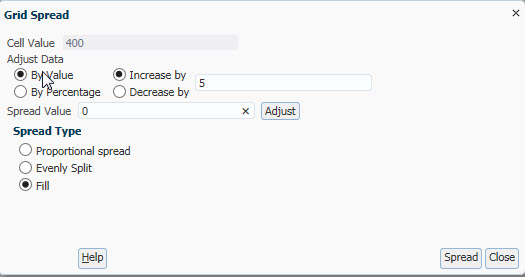 Grid Spread
Cell Value 400
Adjust Data
By Value Increase by 5
By Percentage Decrease by
Spread Value 0 Adjust
Spread Type
Proportional spread
Evenly Split
Fill
Help Spread Close